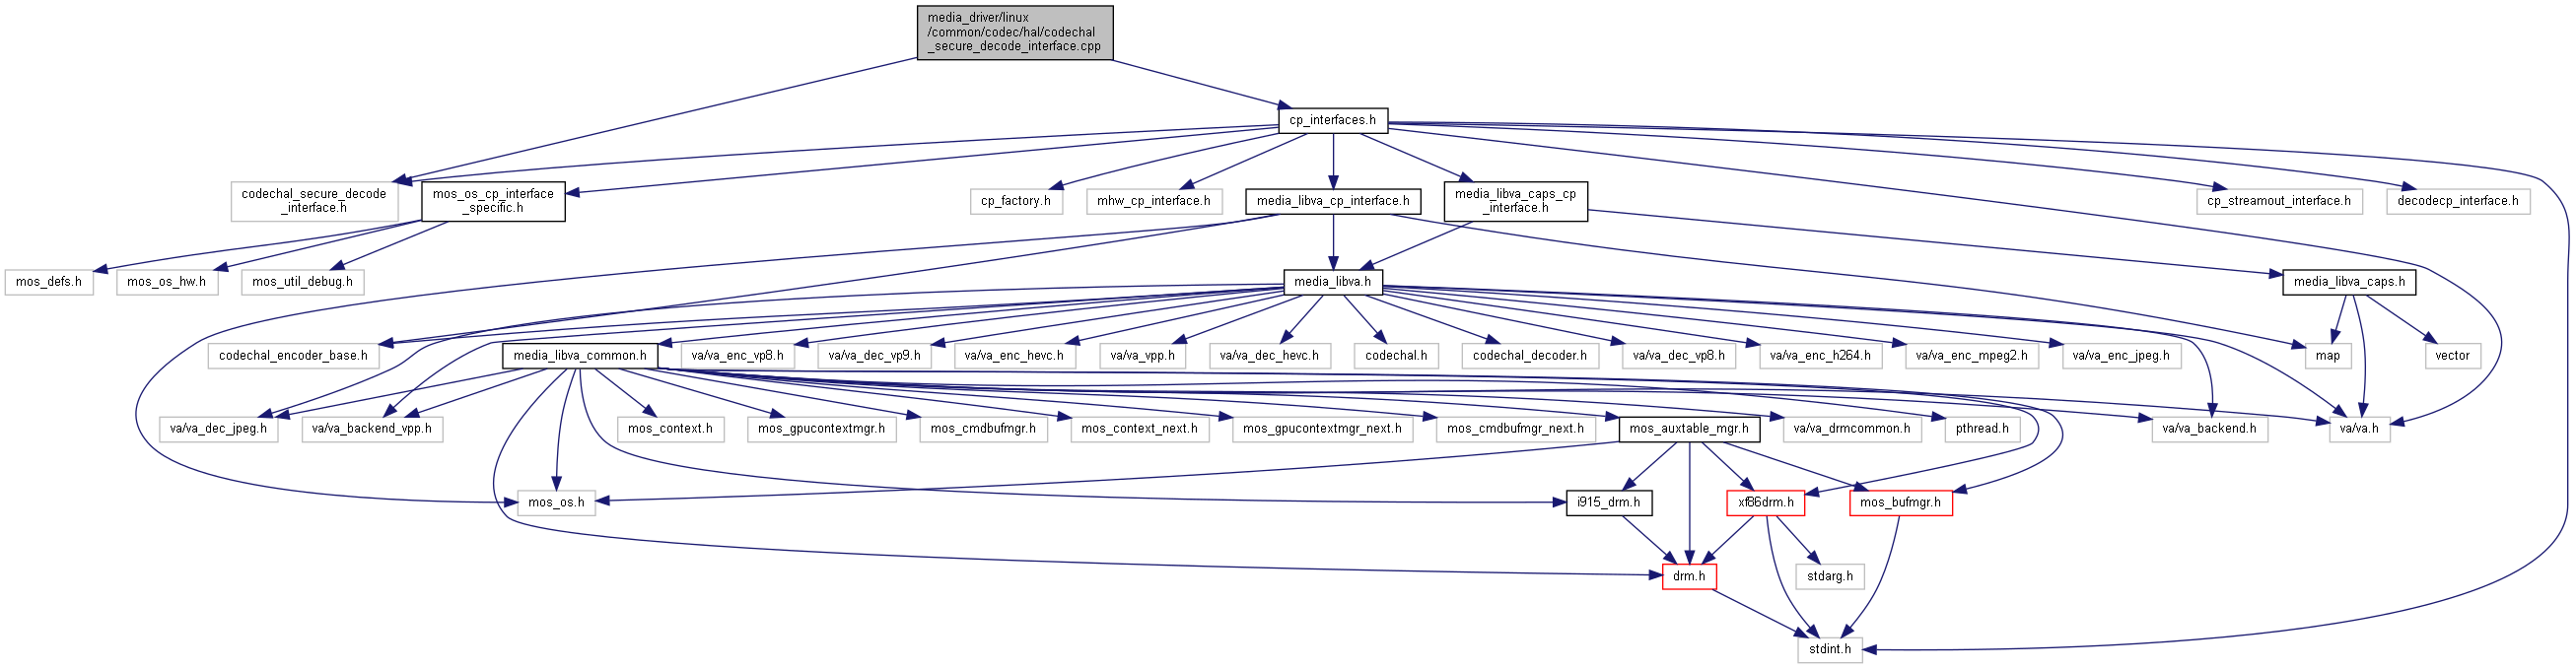 media_driver/linux
/common/codec/hal/codechal
_secure_decode_interface.cpp
cp_interfaces.h
codechal_secure_decode
_interface.h
mos_os_cp_interface
_specific.h
cp_factory.h
mhw_cp_interface.h
media_libva_cp_interface.h
media_libva_caps_cp
_interface.h
cp_streamout_interface.h
decodecp_interface.h
mos_defs.h
mos_os_hw.h
mos_util_debug.h
media_libva.h
media_libva_caps.h
codechal_encoder_base.h
media_libva_common.h
va/va_enc_vp8.h
va/va_dec_vp9.h
va/va_enc_hevc.h
va/va_vpp.h
va/va_dec_hevc.h
codechal.h
codechal_decoder.h
va/va_dec_vp8.h
va/va_enc_h264.h
va/va_enc_mpeg2.h
va/va_enc_jpeg.h
map
vector
va/va_dec_jpeg.h
va/va_backend_vpp.h
mos_context.h
mos_gpucontextmgr.h
mos_cmdbufmgr.h
mos_context_next.h
mos_gpucontextmgr_next.h
mos_cmdbufmgr_next.h
mos_auxtable_mgr.h
va/va_drmcommon.h
pthread.h
va/va_backend.h
va/va.h
mos_os.h
i915_drm.h
xf86drm.h
mos_bufmgr.h
drm.h
stdarg.h
stdint.h